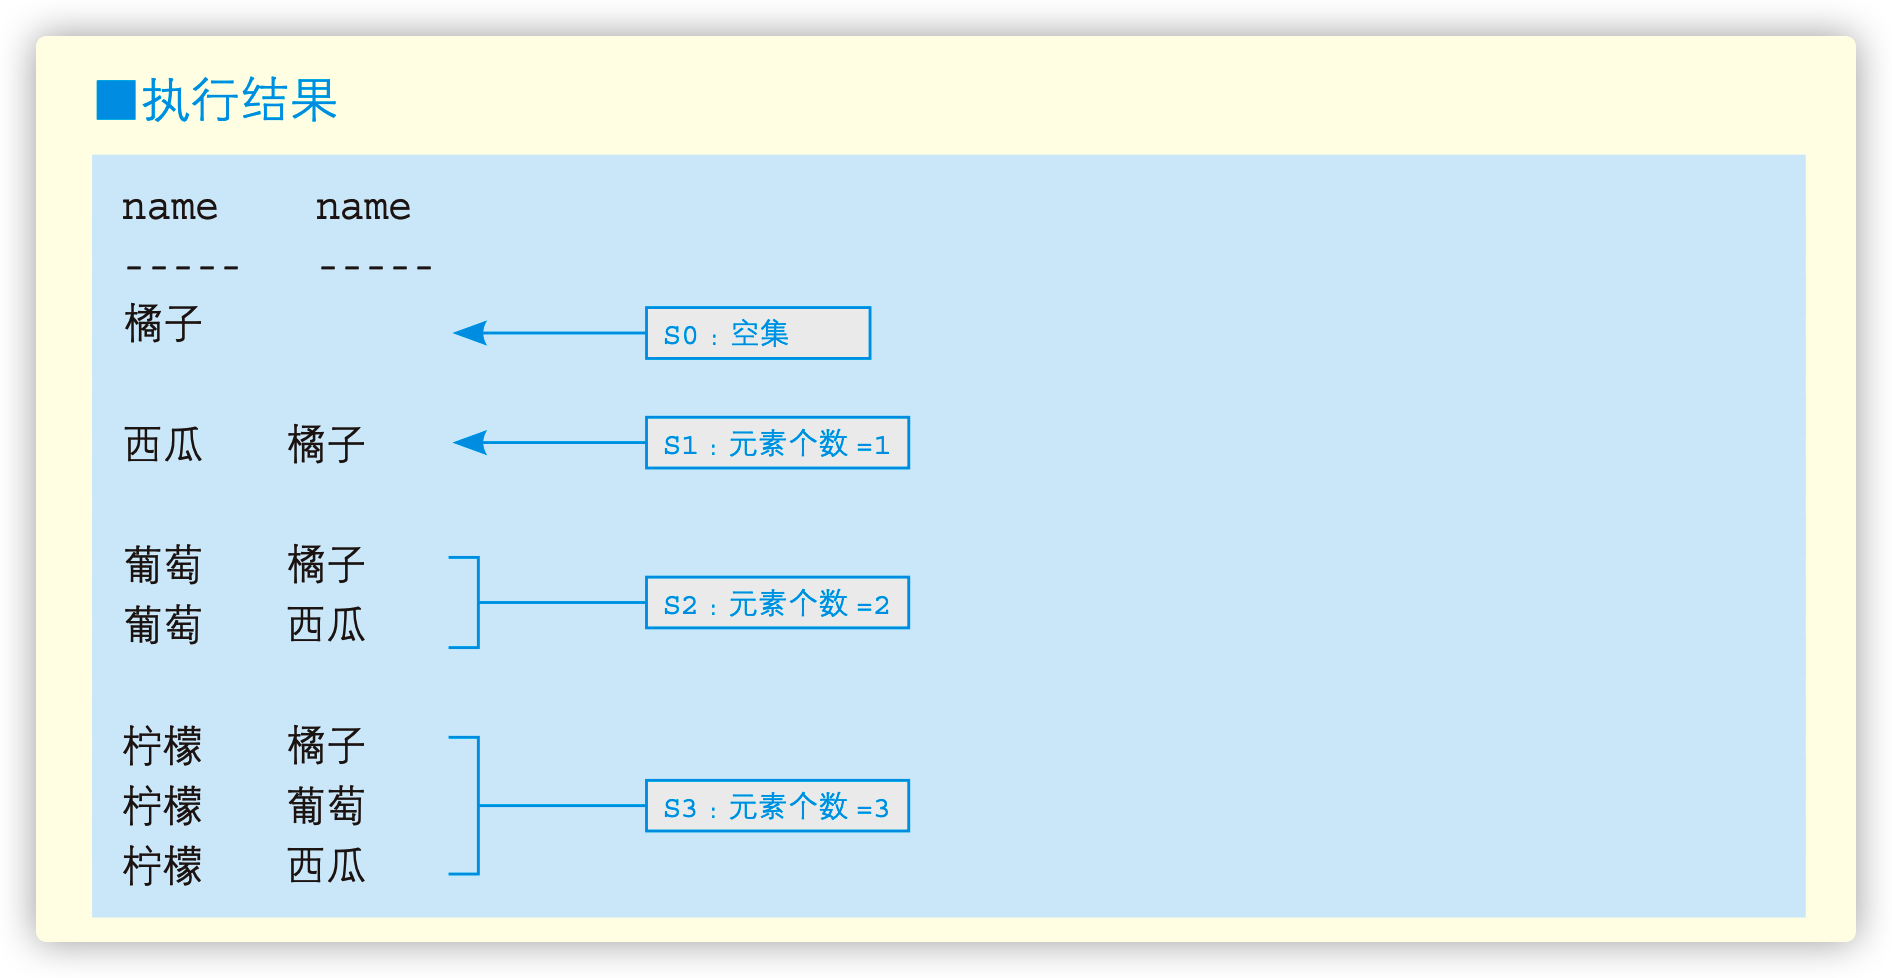 ■执行结果
name name
----- -----
橘子 S0：空集
西瓜 橘子 S1：元素个数=1
葡萄 橘子
葡萄 西瓜 S2：元素个数=2
柠檬 橘子
柠檬 葡萄 S3：元素个数=3
柠檬 西瓜